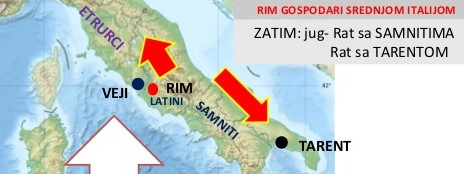 RIM GOSPODARI SREDNJOM ITALIJOM
ZATIM: jug- Rat sa SAMNITIMA
Rat sa TARENTOM
ETRURCI
VEJI
RIM
LATINI
SAMNITI
TARENT